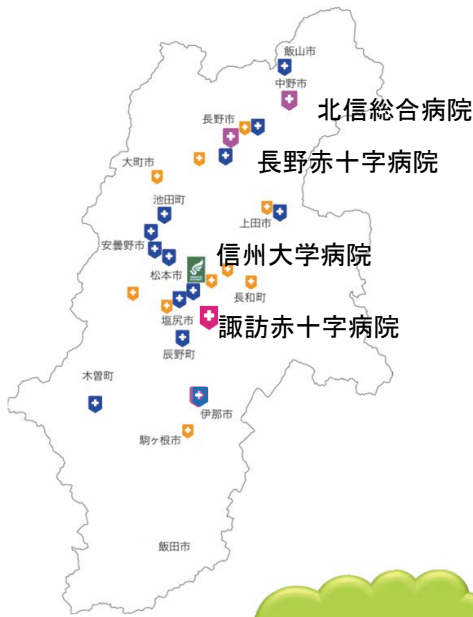 飯山市
中野市
北信総合病院
長野市
長野赤十字病院
大町市
池田町
上田市
安曇野市
信州大学病院
松本市
長和町
塩尻市
諏訪赤十字病院
辰野町
木曽町
伊那市
駒ヶ根市
飯田市